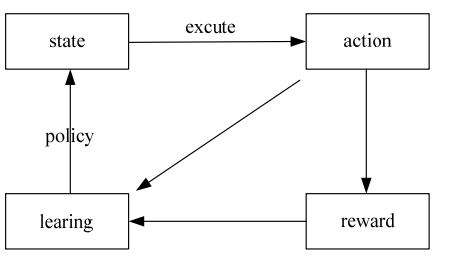 state
excute
action
policy
learing
reward